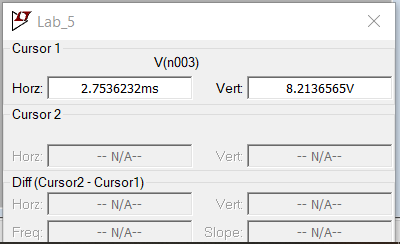 Lab_5
Cursor 1
V(n003)
Horz: 2.7536232ms Vert: 8.2136565V
Cursor 2
Horz: -- N/A-- Vert: -- N/A--
Diff (Cursor2 - Cursor1)
Horz: -- N/A-- Vert: -- N/A--
Freq: -- N/A-- Slope: -- N/A--